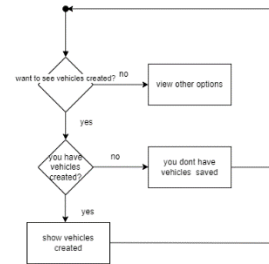 want to see vehicles created?
no
view other options
yes
you have
vehicles
created?
no
you dont have
vehicles saved
yes
show vehicles
created